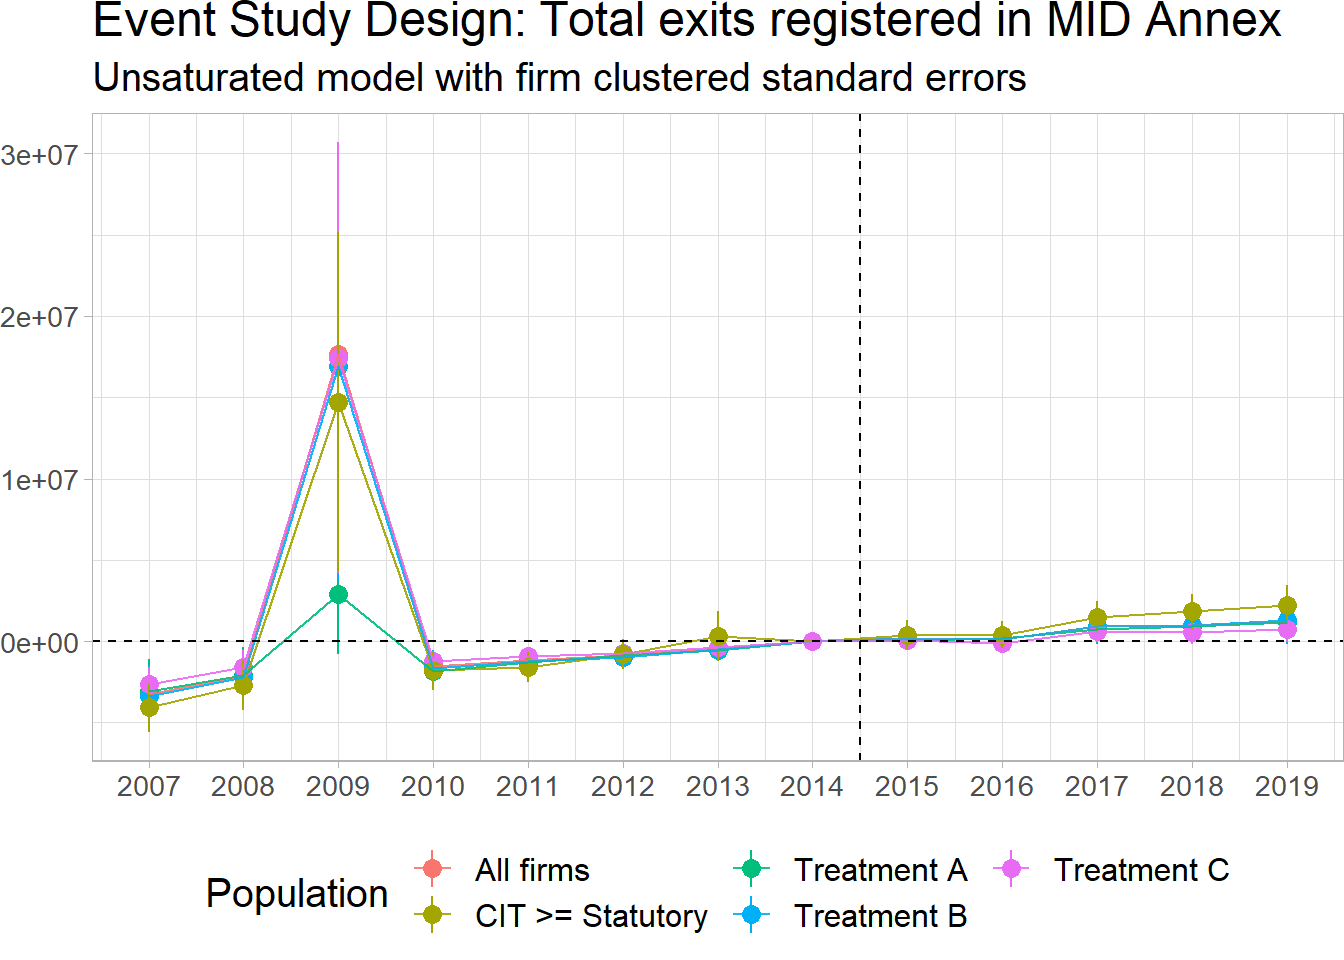 Event Study Design: Total exits registered in MID Annex
Unsaturated model with firm clustered standard errors
3e+07
2e+07
1e+07
0e+00
2007 2008 2009 2010 2011 2012 2013 2014 2015 2016 2017 2018 2019
Population
All firms
CIT >= Statutory
Treatment A
Treatment B
Treatment C